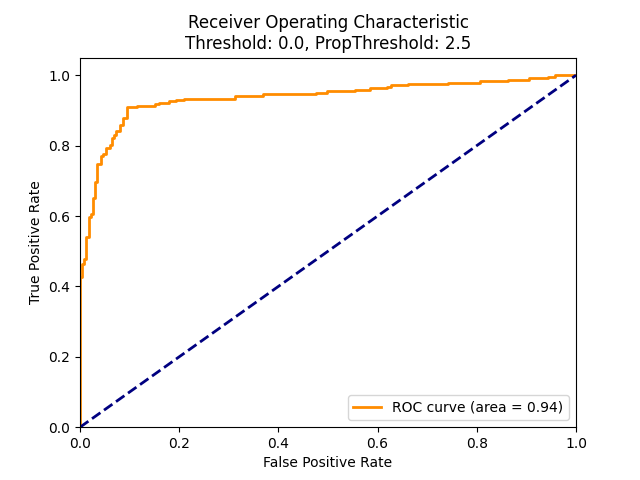 Receiver Operating Characteristic
Threshold: 0.0, PropThreshold: 2.5
1.0
0.8
0.6
0.4
0.2
0.0
True Positive Rate
ROC curve (area = 0.94)
0.0 0.2 0.4 0.6 0.8 1.0
False Positive Rate